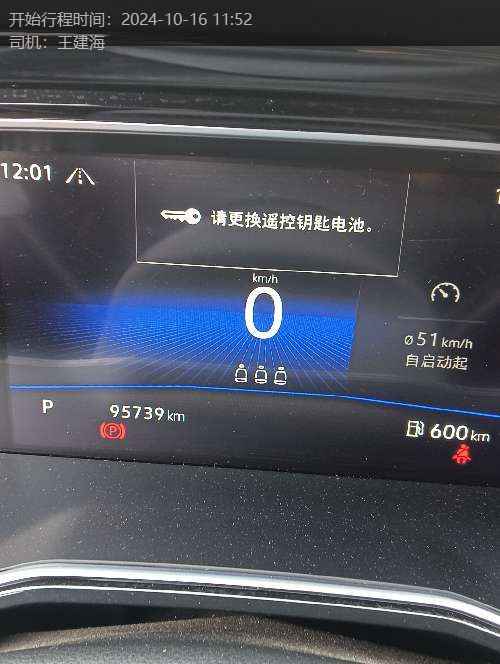 开始行程时间：2024-10-16 11:52
司机：王建海
12:01
请更换遥控钥匙电池。
km/h
0
ø 51 km/h
自启动起
P
95739 km
600 km